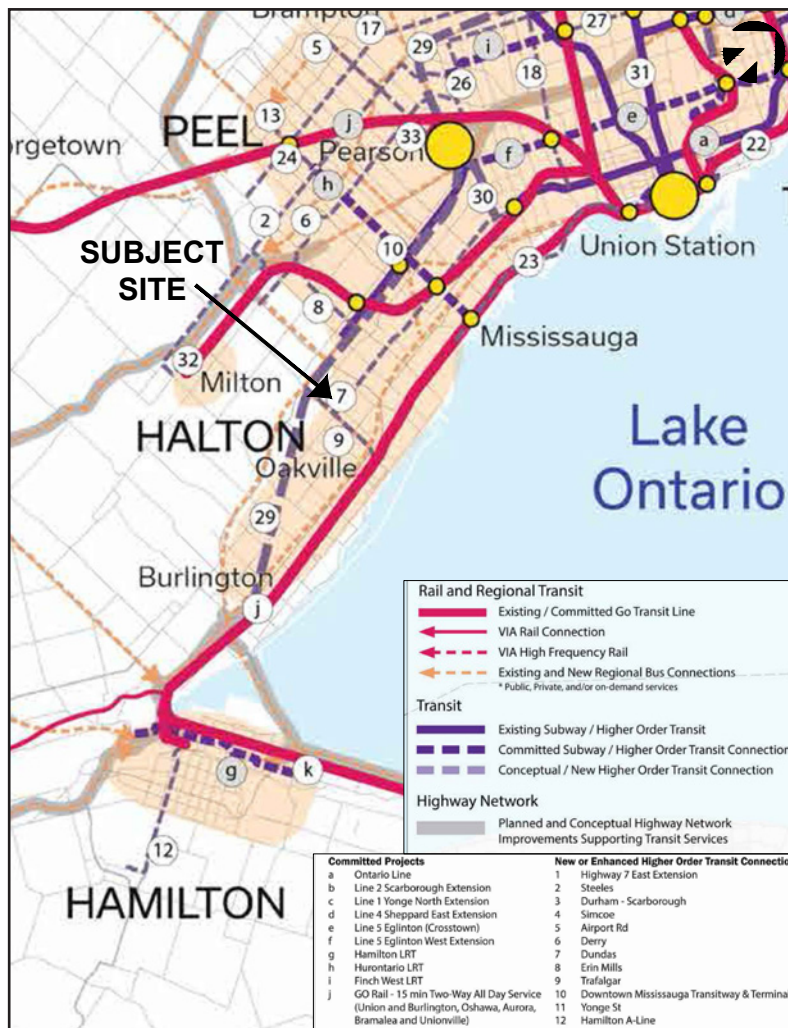 Brampton
17
27
d
5
29
i
26
18
31
13
PEEL
j
e
orgetown
33
a
24
Pearson
f
22
h
30
2
6
SUBJECT
SITE
10
Union Station
23
8
Mississauga
32
Milton
7
HALTON
9
Lake
Ontario
Oakville
29
Burlington
j
g
k
12
HAMILTON
Rail and Regional Transit
Existing / Committed Go Transit Line
VIA Rail Connection
VIA High Frequency Rail
Existing and New Regional Bus Connections
* Public, Private, and/or on-demand services
Transit
Existing Subway / Higher Order Transit
Committed Subway / Higher Order Transit Connection
Conceptual / New Higher Order Transit Connection
Highway Network
Planned and Conceptual Highway Network
Improvements Supporting Transit Services
Committed Projects
a Ontario Line
b Line 2 Scarborough Extension
c Line 1 Yonge North Extension
d Line 4 Sheppard East Extension
e Line 5 Eglinton (Crosstown)
f Line 5 Eglinton West Extension
g Hamilton LRT
h Hurontario LRT
i Finch West LRT
j GO Rail - 15 min Two-Way All Day Service
(Union and Burlington, Oshawa, Aurora,
Bramalea and Unionville)
New or Enhanced Higher Order Transit Connectio
1 Highway 7 East Extension
2 Steeles
3 Durham - Scarborough
4 Simcoe
5 Airport Rd
6 Derry
7 Dundas
8 Erin Mills
9 Trafalgar
10 Downtown Mississauga Transitway & Terminal
11 Yonge St
12 Hamilton A-Line